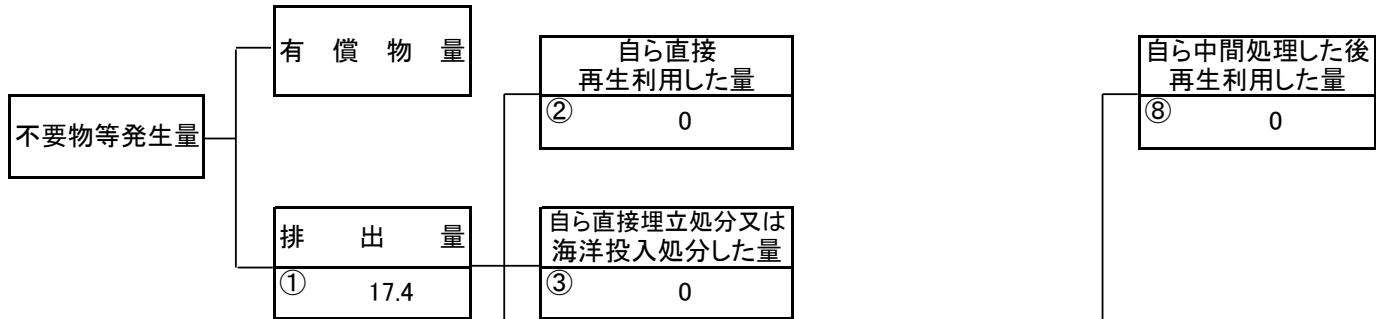 有 償 物 量
自ら直接
再生利用した量
② 0
自ら中間処理した後
再生利用した量
⑧ 0
不要物等発生量
排 出 量
① 17.4
自ら直接埋立処分又は
海洋投入処分した量
③ 0